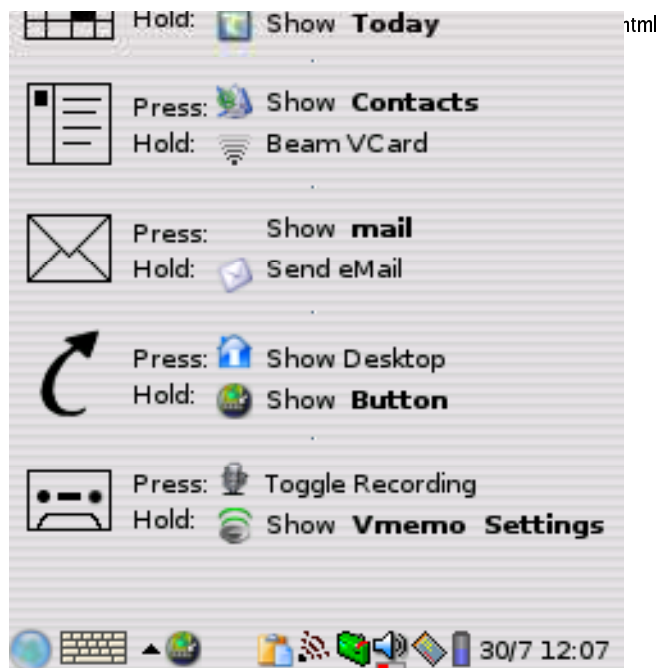 Hold: Show Today
html
Press: Show Contacts
Hold: Beam VCard
Press: Show mail
Hold: Send eMail
Press: Show Desktop
Hold: Show Button
Press: Toggle Recording
Hold: Show Vmemo Settings
30/7 12:07